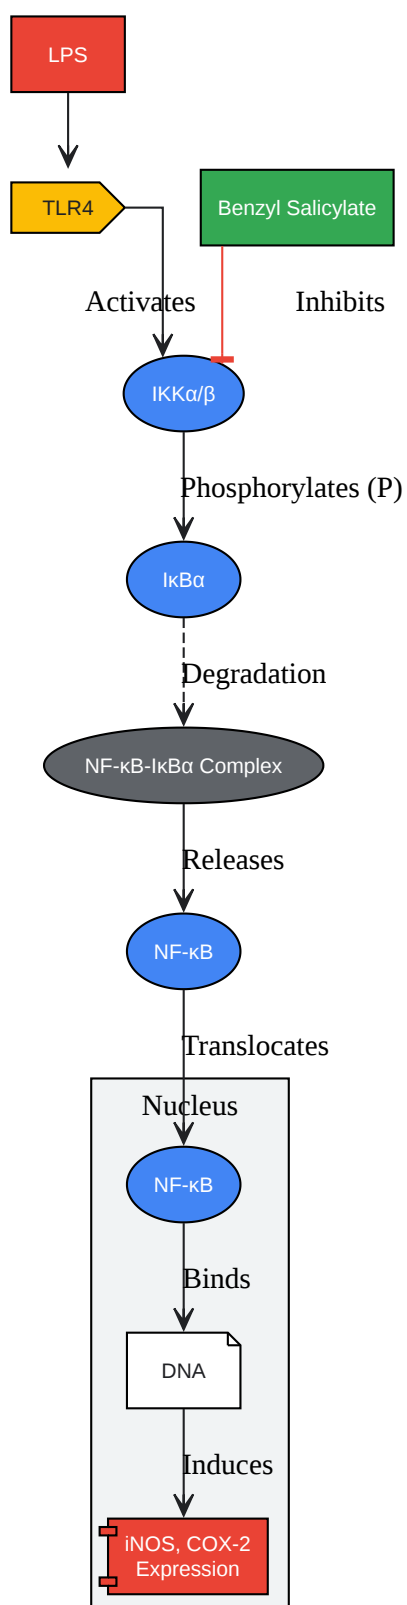 LPS
TLR4
Benzyl Salicylate
Activates
Inhibits
IKKα/β
Phosphorylates (P)
IκBα
Degradation
NF-κB-IκBα Complex
Releases
NF-κB
Translocates
Nucleus
NF-κB
Binds
DNA
Induces
iNOS, COX-2
Expression